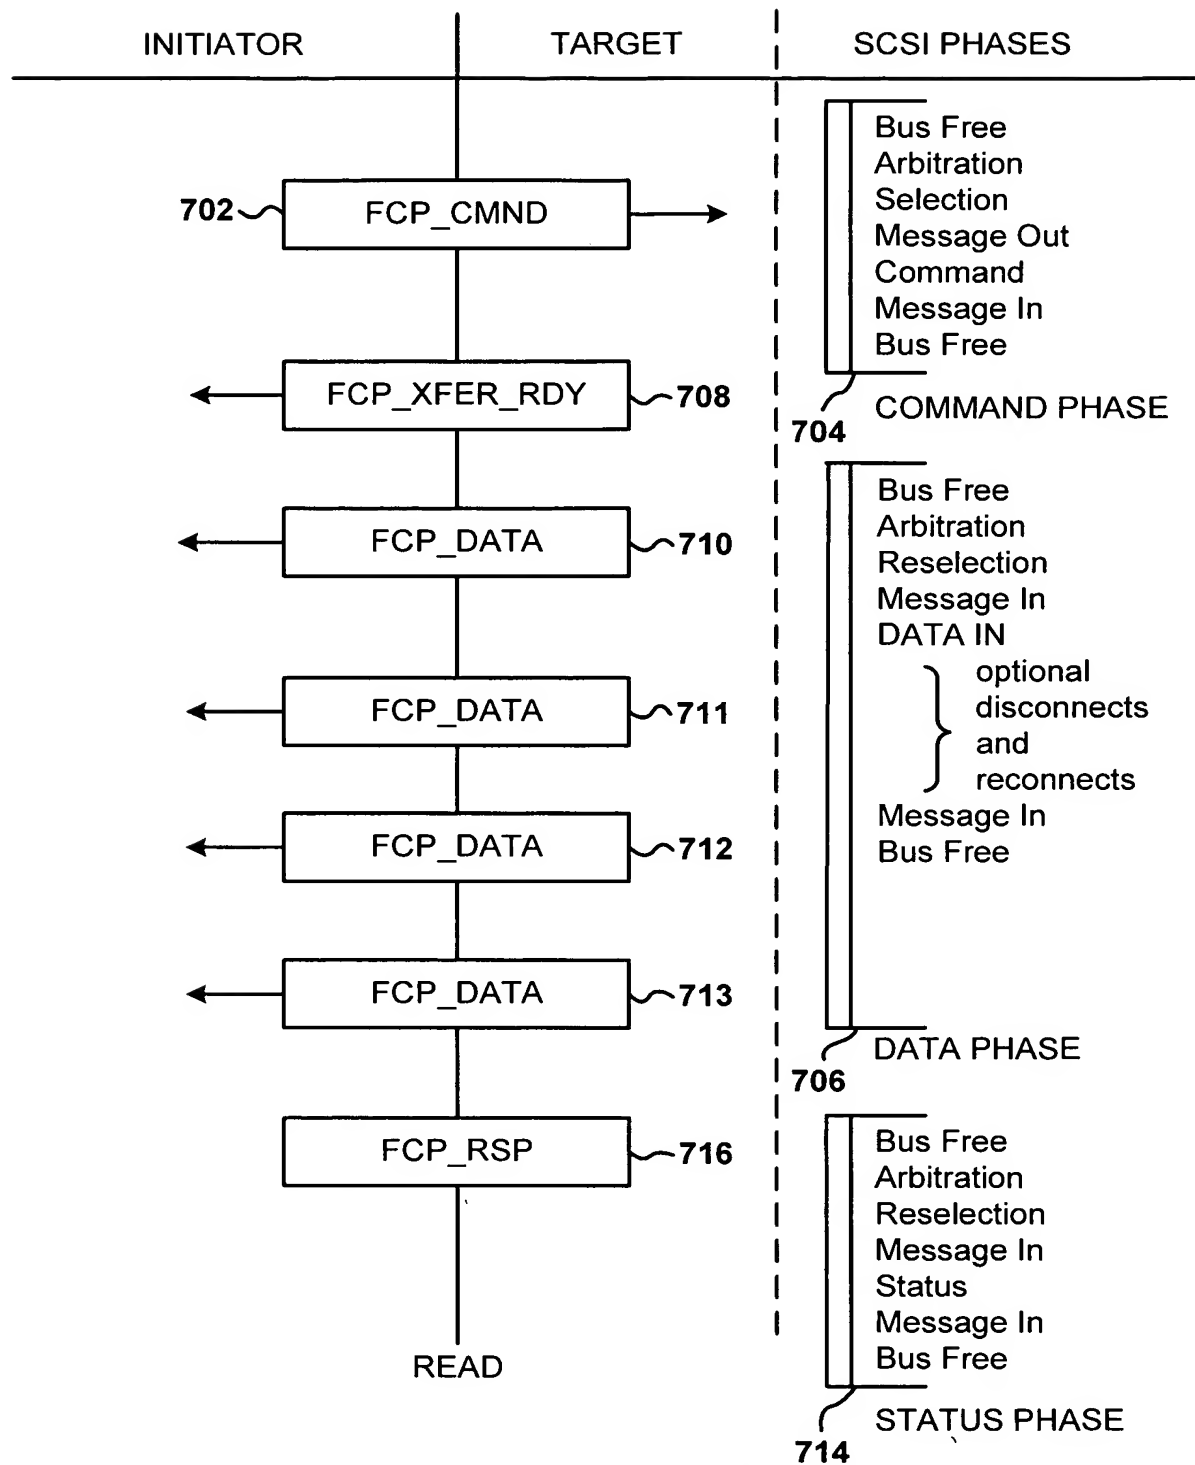 INITIATOR
TARGET
SCSI PHASES
702
FCP_CMND
FCP_XFER_RDY
708
FCP_DATA
710
FCP_DATA
711
FCP_DATA
712
FCP_DATA
713
FCP_RSP
716
READ
Bus Free
Arbitration
Selection
Message Out
Command
Message In
Bus Free
704
COMMAND PHASE
Bus Free
Arbitration
Reselection
Message In
DATA IN
optional
disconnects
and
reconnects
Message In
Bus Free
706
DATA PHASE
Bus Free
Arbitration
Reselection
Message In
Status
Message In
Bus Free
714
STATUS PHASE